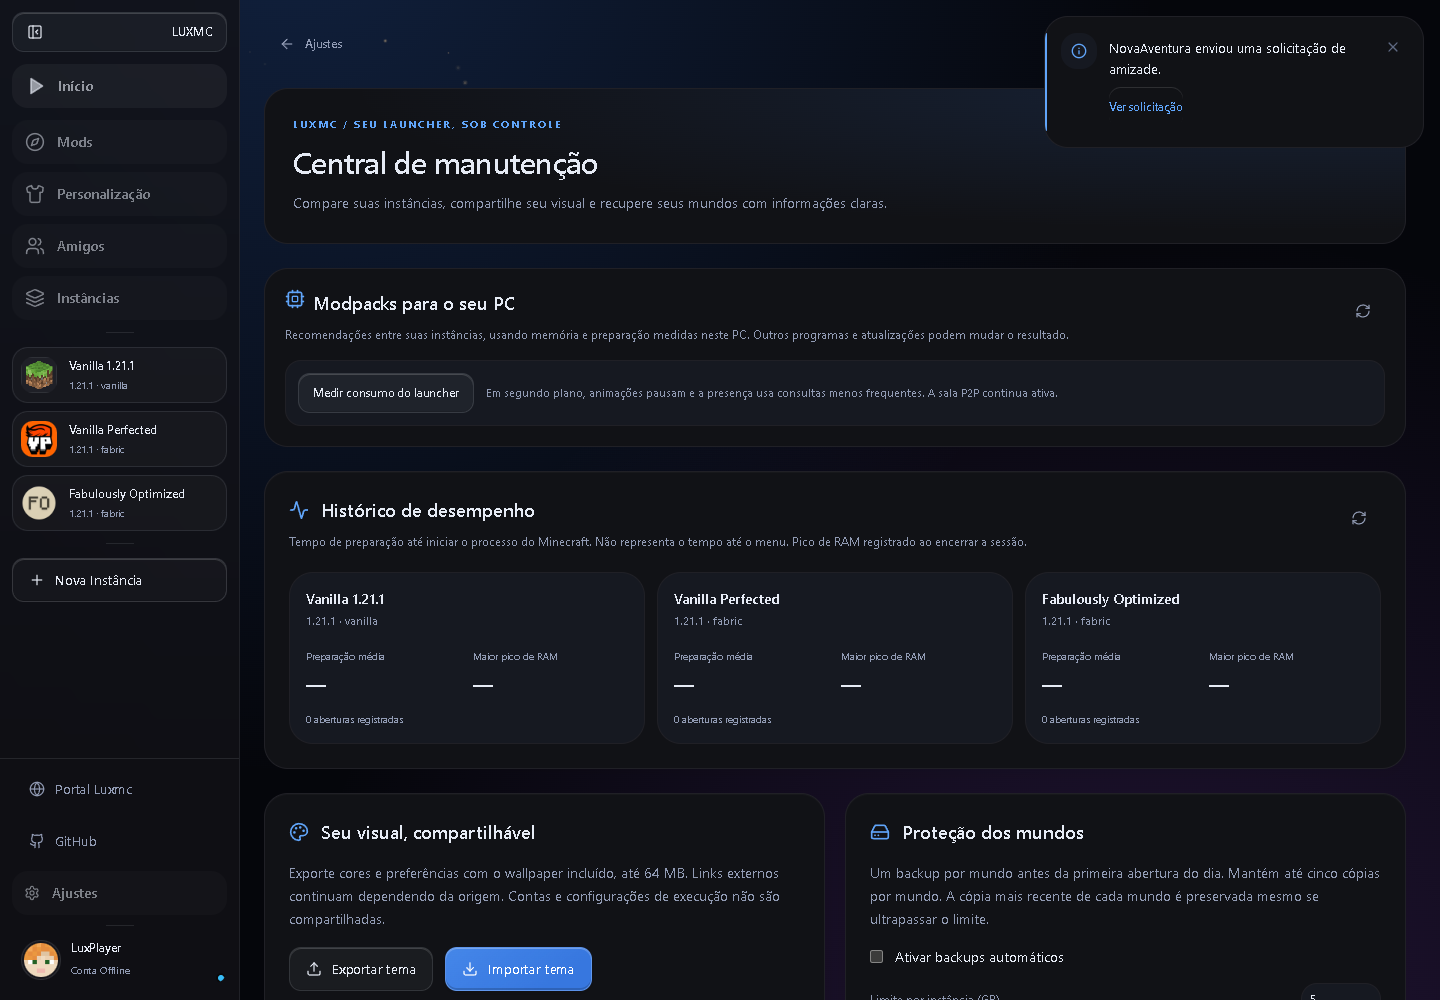 LUXMC
Início
Mods
Personalização
Amigos
Instâncias
Vanilla 1.21.1
1.21.1 · vanilla
Vanilla Perfected
1.21.1 · fabric
Fabulously Optimized
1.21.1 · fabric
Nova Instância
Portal Luxmc
GitHub
Ajustes
LuxPlayer
Conta Offline
Ajustes
NovaAventura enviou uma solicitação de
amizade.
Ver solicitação
LUXMC / SEU LAUNCHER, SOB CONTROLE
Central de manutenção
Compare suas instâncias, compartilhe seu visual e recupere seus mundos com informações claras.
Modpacks para o seu PC
Recomendações entre suas instâncias, usando memória e preparação medidas neste PC. Outros programas e atualizações podem mudar o resultado.
Medir consumo do launcher
Em segundo plano, animações pausam e a presença usa consultas menos frequentes. A sala P2P continua ativa.
Histórico de desempenho
Tempo de preparação até iniciar o processo do Minecraft. Não representa o tempo até o menu. Pico de RAM registrado ao encerrar a sessão.
Vanilla 1.21.1
1.21.1 · vanilla
Preparação média
Maior pico de RAM
—
—
0 aberturas registradas
Vanilla Perfected
1.21.1 · fabric
Preparação média
Maior pico de RAM
—
—
0 aberturas registradas
Fabulously Optimized
1.21.1 · fabric
Preparação média
Maior pico de RAM
—
—
0 aberturas registradas
Seu visual, compartilhável
Exporte cores e preferências com o wallpaper incluído, até 64 MB. Links externos
continuam dependendo da origem. Contas e configurações de execução não são
compartilhadas.
Exportar tema
Importar tema
Proteção dos mundos
Um backup por mundo antes da primeira abertura do dia. Mantém até cinco cópias
por mundo. A cópia mais recente de cada mundo é preservada mesmo se
ultrapassar o limite.
Ativar backups automáticos
Limite por instância (GB)
5